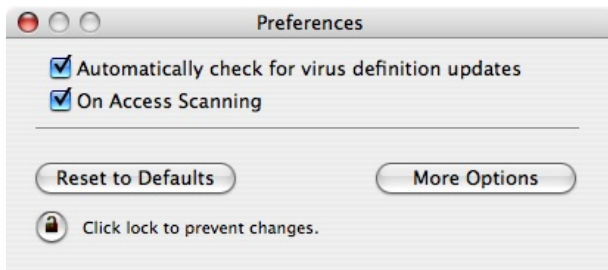 Preferences
Automatically check for virus definition updates
On Access Scanning
Reset to Defaults
More Options
Click lock to prevent changes.